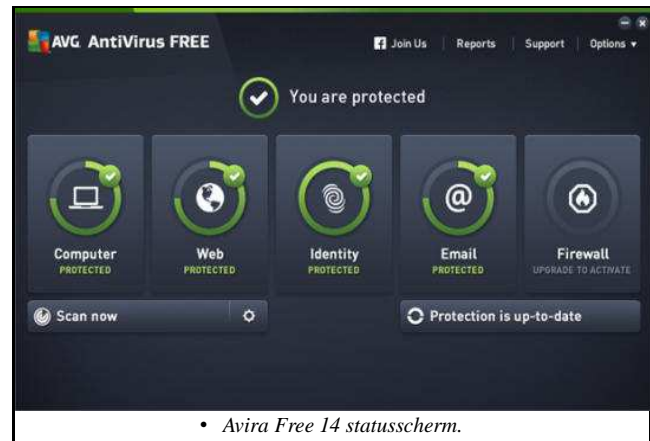 AVG. AntiVirus FREE
Join Us Reports Support Options
You are protected
Computer Web Identity Email Firewall
PROTECTED PROTECTED PROTECTED PROTECTED UPGRADE TO ACTIVATE
Scan now Protection is up-to-date
• Avira Free 14 statusscherm.